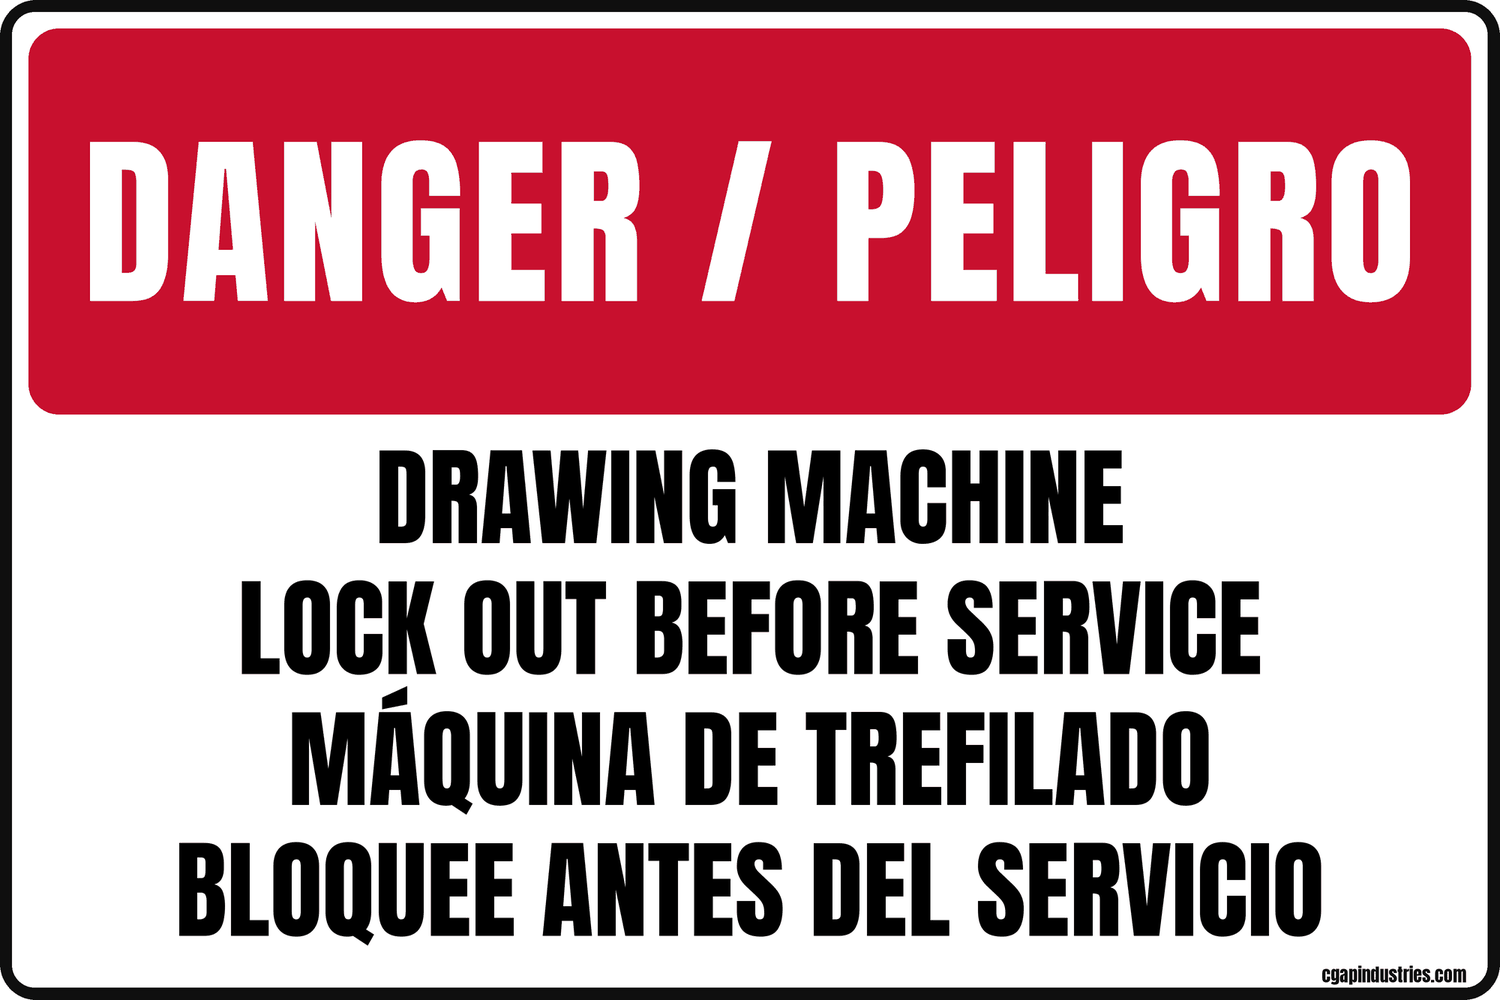 DANGER / PELIGRO
DRAWING MACHINE
LOCK OUT BEFORE SERVICE
MÁQUINA DE TREFILADO
BLOQUEE ANTES DEL SERVICIO
cgapindustries.com